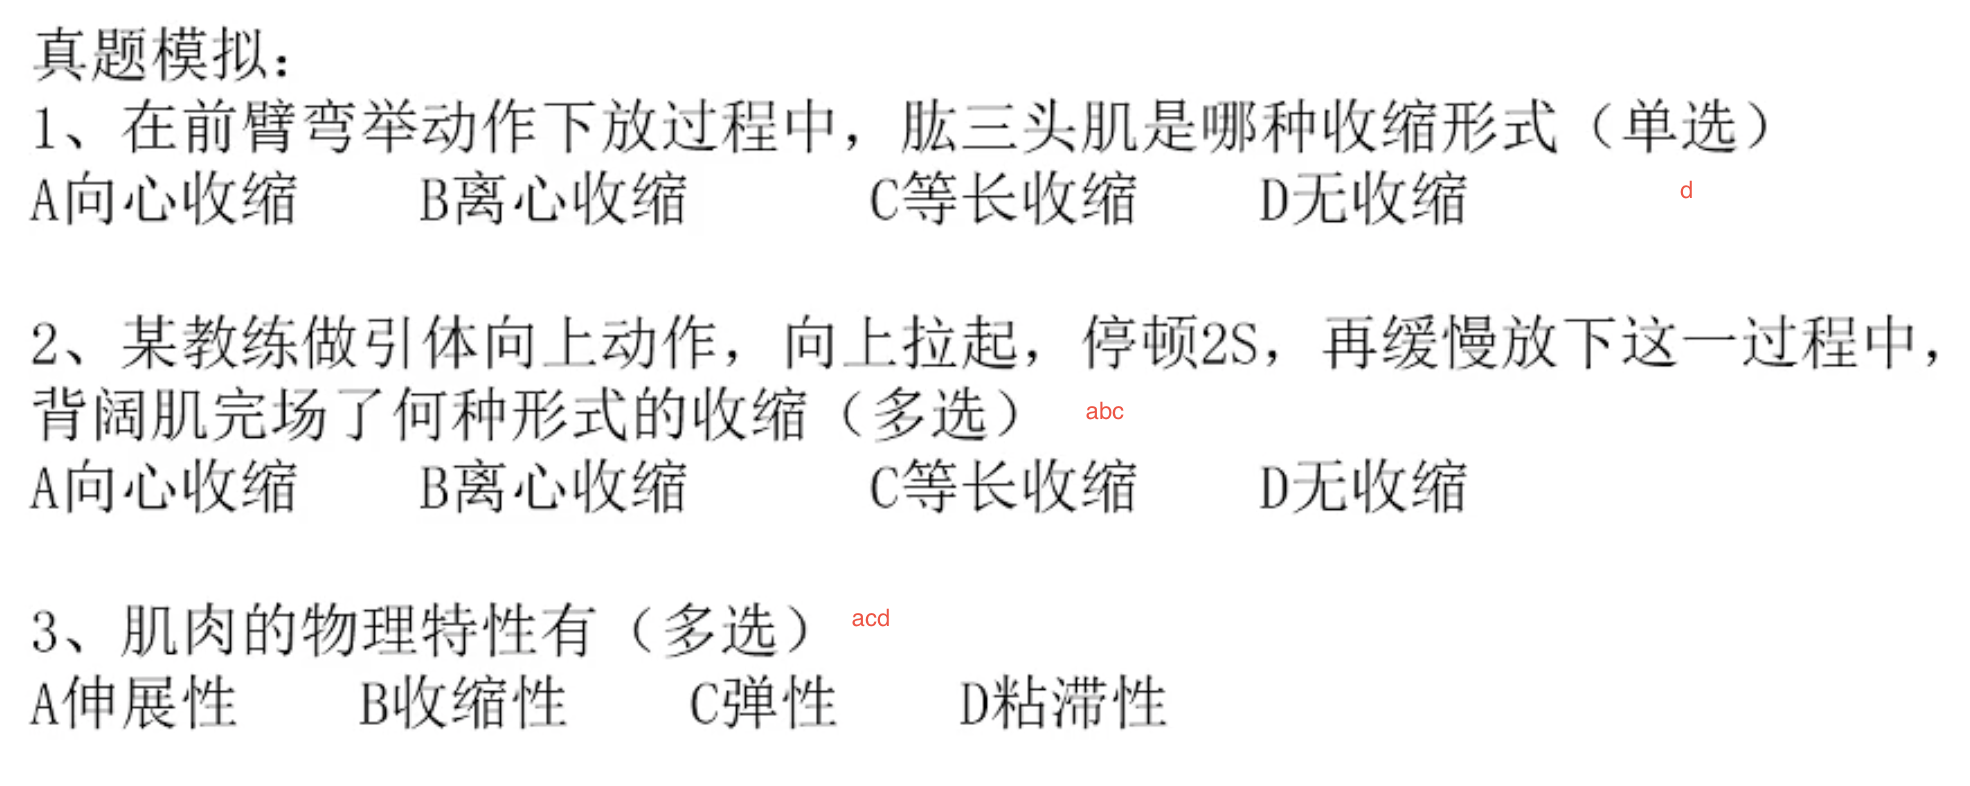 真题模拟：
1、在前臂弯举动作下放过程中，肱三头肌是哪种收缩形式（单选）
A向心收缩 B离心收缩 C等长收缩 D无收缩 d
2、某教练做引体向上动作，向上拉起，停顿2S，再缓慢放下这一过程中，
背阔肌完场了何种形式的收缩（多选） abc
A向心收缩 B离心收缩 C等长收缩 D无收缩
3、肌肉的物理特性有（多选） acd
A伸展性 B收缩性 C弹性 D粘滞性